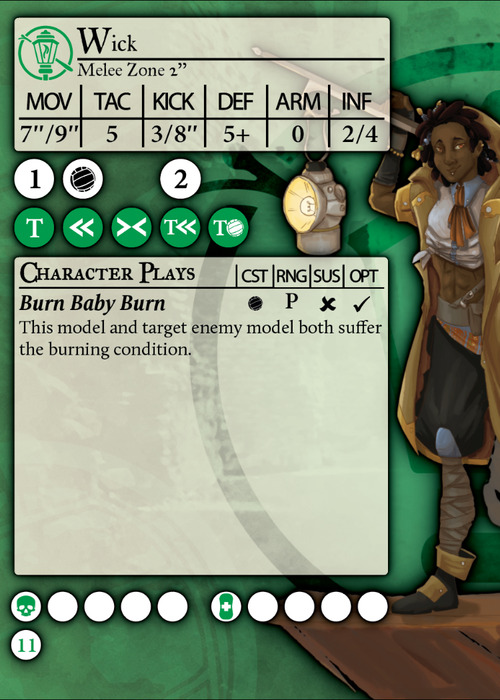 Wick
Melee Zone 2”
MOV TAC KICK DEF ARM INF
7"/9" 5 3/8" 5+ 0 2/4
1 2
T T T
Character Plays CST RNG SUS OPT
Burn Baby Burn P ✘ ✓
This model and target enemy model both suffer
the burning condition.
11